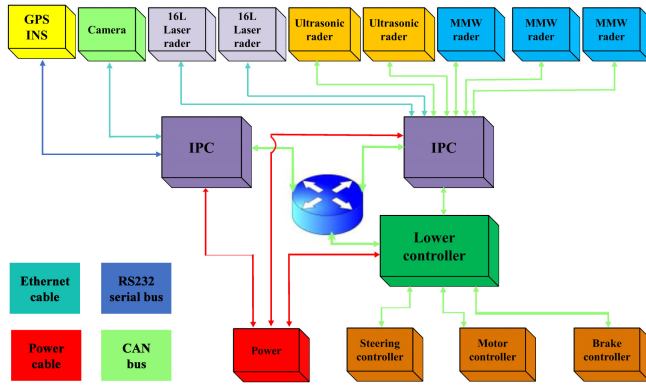 GPS
INS
Camera
16L
Laser
rader
16L
Laser
rader
Ultrasonic
rader
Ultrasonic
rader
MMW
rader
MMW
rader
MMW
rader
IPC
IPC
Lower
controller
Ethernet
cable
RS232
serial bus
Power
cable
CAN
bus
Power
Steering
controller
Motor
controller
Brake
controller